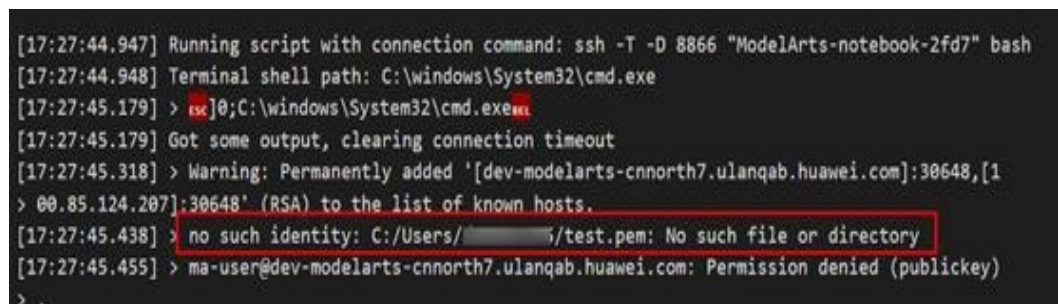 [17:27:44.947] Running script with connection command: ssh -T -D 8866 "ModelArts-notebook-2fd7" bash
[17:27:44.948] Terminal shell path: C:\windows\System32\cmd.exe
[17:27:45.179] > ESC]0;C:\windows\System32\cmd.exeBEL
[17:27:45.179] Got some output, clearing connection timeout
[17:27:45.318] > Warning: Permanently added '[dev-modelarts-cnnorth7.ulanqab.huawei.com]:30648,[1
> 00.85.124.207]:30648' (RSA) to the list of known hosts.
[17:27:45.438] > no such identity: C:/Users/ /test.pem: No such file or directory
[17:27:45.455] > ma-user@dev-modelarts-cnnorth7.ulanqab.huawei.com: Permission denied (publickey)
> .